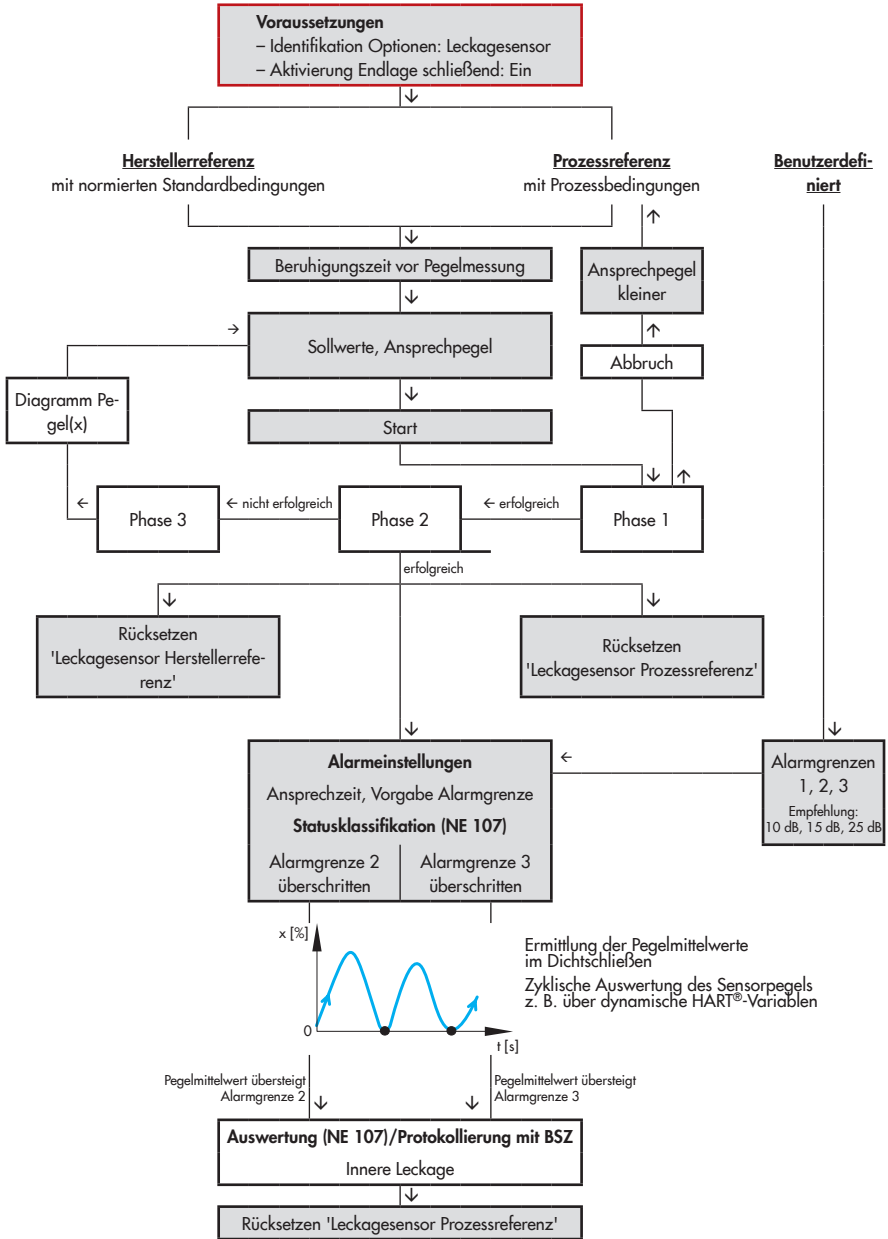 Voraussetzungen
– Identifikation Optionen: Leckagesensor
– Aktivierung Endlage schließend: Ein
↓
Herstellerreferenz
mit normierten Standardbedingungen
Prozessreferenz
mit Prozessbedingungen
Benutzerdefi-
niert
↓
↑
Beruhigungszeit vor Pegelmessung
Ansprechpegel
kleiner
↓
→
Sollwerte, Ansprechpegel
↑
Abbruch
Diagramm Pe-
gel(x)
↓
Start
↓ ↑
←
Phase 3
← nicht erfolgreich
Phase 2
← erfolgreich
Phase 1
erfolgreich
↓
↓
Rücksetzen
'Leckagesensor Herstellerrefe-
renz'
Rücksetzen
'Leckagesensor Prozessreferenz'
↓
↓
Alarmeinstellungen
Ansprechzeit, Vorgabe Alarmgrenze
Statusklassifikation (NE 107)
Alarmgrenze 2
überschritten
Alarmgrenze 3
überschritten
←
Alarmgrenzen
1, 2, 3
Empfehlung:
10 dB, 15 dB, 25 dB
x [%]
0
t [s]
Ermittlung der Pegelmittelwerte
im Dichtschließen
Zyklische Auswertung des Sensorpegels
z. B. über dynamische HART®-Variablen
Pegelmittelwert übersteigt
Alarmgrenze 2
↓
↓
Pegelmittelwert übersteigt
Alarmgrenze 3
Auswertung (NE 107)/Protokollierung mit BSZ
Innere Leckage
↓
Rücksetzen 'Leckagesensor Prozessreferenz'